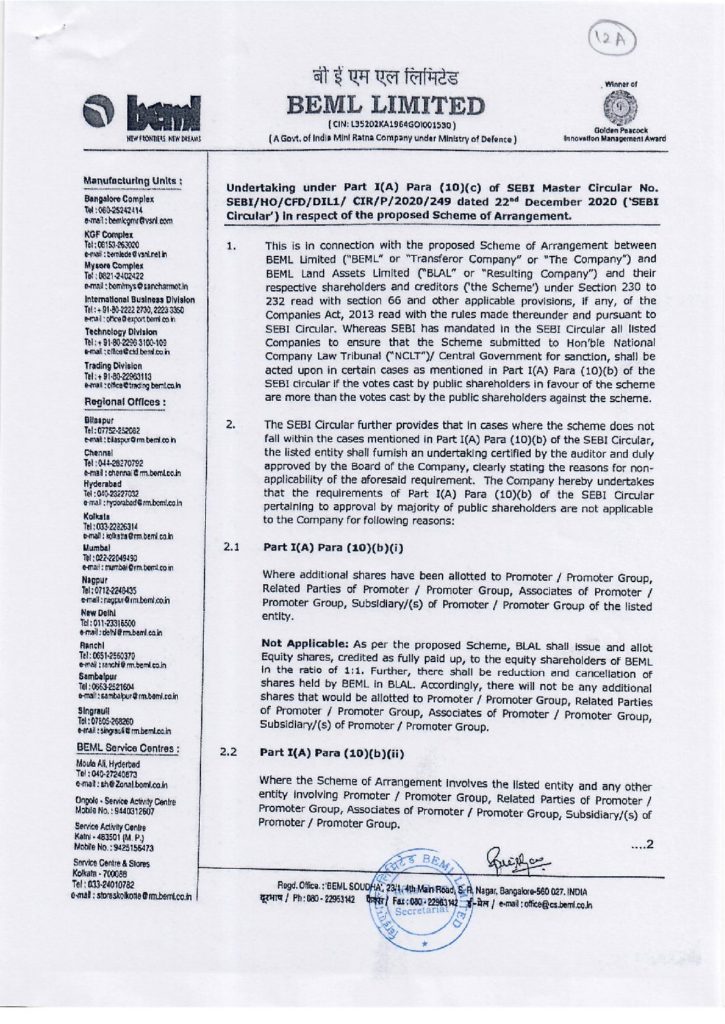 12A
बी ई एम एल लिमिटेड
BEML LIMITED
(CIN: L35202KA1964GOI001530)
(A Govt. of India Mini Ratna Company under Ministry of Defence)
beml
NEW FRONTIERS. NEW DREAMS
Winner of
Golden Peacock
Innovation Management Award
Manufacturing Units :
Bangalore Complex
Tel : 080-25242414
e-mail : bemlcgmr@vsnl.com
KGF Complex
Tel : 08153-263020
e-mail : bemlede@vsnl.net.in
Mysore Complex
Tel : 0821-2402422
e-mail : bemlmys@sancharnet.in
International Business Division
Tel : + 91-80-2222 2730, 2223 3350
e-mail : office@export.beml.co.in
Technology Division
Tel : + 91-80-2296 3100-109
e-mail : office@ctd.beml.co.in
Trading Division
Tel : + 91-80-22963113
e-mail : office@trading.beml.co.in
Regional Offices :
Bilaspur
Tel : 07752-252082
e-mail : bilaspur@rm.beml.co.in
Chennai
Tel : 044-28270792
e-mail : chennai@rm.beml.co.in
Hyderabad
Tel : 040-23227032
e-mail : hyderabad@rm.beml.co.in
Kolkata
Tel : 033-22826314
e-mail : kolkata@rm.beml.co.in
Mumbai
Tel : 022-22049490
e-mail : mumbai@rm.beml.co.in
Nagpur
Tel : 0712-2248435
e-mail : nagpur@rm.beml.co.in
New Delhi
Tel : 011-23316500
e-mail : delhi@rm.beml.co.in
Ranchi
Tel : 0651-2560370
e-mail : ranchi@rm.beml.co.in
Sambalpur
Tel : 0663-2521604
e-mail : sambalpur@rm.beml.co.in
Singrauli
Tel : 07805-268260
e-mail : singrauli@rm.beml.co.in
BEML Service Centres :
Moula Ali, Hyderbad
Tel : 040-27240873
e-mail : sh@Zonal.beml.co.in
Ongole - Service Activity Centre
Mobile No. : 9440312607
Service Activity Centre
Katni - 483501 (M. P.)
Mobile No. : 9425156473
Service Centre & Stores
Kolkata - 700088
Tel : 033-24010782
e-mail : storeskolkotta@rm.beml.co.in
Undertaking under Part I(A) Para (10)(c) of SEBI Master Circular No.
SEBI/HO/CFD/DIL1/ CIR/P/2020/249 dated 22nd December 2020 ('SEBI
Circular') in respect of the proposed Scheme of Arrangement.
1. This is in connection with the proposed Scheme of Arrangement between
BEML Limited ("BEML" or "Transferor Company" or "The Company") and
BEML Land Assets Limited ("BLAL" or "Resulting Company") and their
respective shareholders and creditors ('the Scheme') under Section 230 to
232 read with section 66 and other applicable provisions, if any, of the
Companies Act, 2013 read with the rules made thereunder and pursuant to
SEBI Circular. Whereas SEBI has mandated in the SEBI Circular all listed
Companies to ensure that the Scheme submitted to Hon'ble National
Company Law Tribunal ("NCLT")/ Central Government for sanction, shall be
acted upon in certain cases as mentioned in Part I(A) Para (10)(b) of the
SEBI circular if the votes cast by public shareholders in favour of the scheme
are more than the votes cast by the public shareholders against the scheme.
2. The SEBI Circular further provides that in cases where the scheme does not
fall within the cases mentioned in Part I(A) Para (10)(b) of the SEBI Circular,
the listed entity shall furnish an undertaking certified by the auditor and duly
approved by the Board of the Company, clearly stating the reasons for non-
applicability of the aforesaid requirement. The Company hereby undertakes
that the requirements of Part I(A) Para (10)(b) of the SEBI Circular
pertaining to approval by majority of public shareholders are not applicable
to the Company for following reasons:
2.1 Part I(A) Para (10)(b)(i)
Where additional shares have been allotted to Promoter / Promoter Group,
Related Parties of Promoter / Promoter Group, Associates of Promoter /
Promoter Group, Subsidiary/(s) of Promoter / Promoter Group of the listed
entity.
Not Applicable: As per the proposed Scheme, BLAL shall issue and allot
Equity shares, credited as fully paid up, to the equity shareholders of BEML
in the ratio of 1:1. Further, there shall be reduction and cancellation of
shares held by BEML in BLAL. Accordingly, there will not be any additional
shares that would be allotted to Promoter / Promoter Group, Related Parties
of Promoter / Promoter Group, Associates of Promoter / Promoter Group,
Subsidiary/(s) of Promoter / Promoter Group.
2.2 Part I(A) Para (10)(b)(ii)
Where the Scheme of Arrangement involves the listed entity and any other
entity involving Promoter / Promoter Group, Related Parties of Promoter /
Promoter Group, Associates of Promoter / Promoter Group, Subsidiary/(s) of
Promoter / Promoter Group.
....2
BEML LIMITED
Secretariat
Regd. Office. : 'BEML SOUDHA', 23/1, 4th Main Road, S. R. Nagar, Bangalore-560 027. INDIA
दूरभाष / Ph : 080 - 22963142 फैक्स / Fax : 080 - 22963142 ई-मेल / e-mail : office@cs.beml.co.in